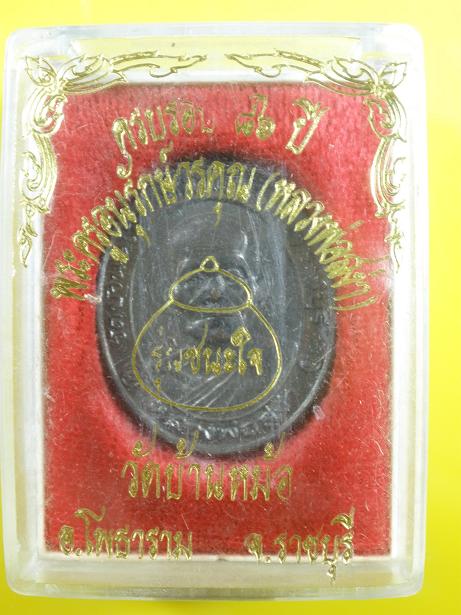 ครบรอบ ๘๖ ปี
พระครูอนุรักษ์วรคุณ (หลวงพ่อสง่า)
รุ่นชนะใจ
วัดบ้านหม้อ
อ.โพธาราม จ.ราชบุรี